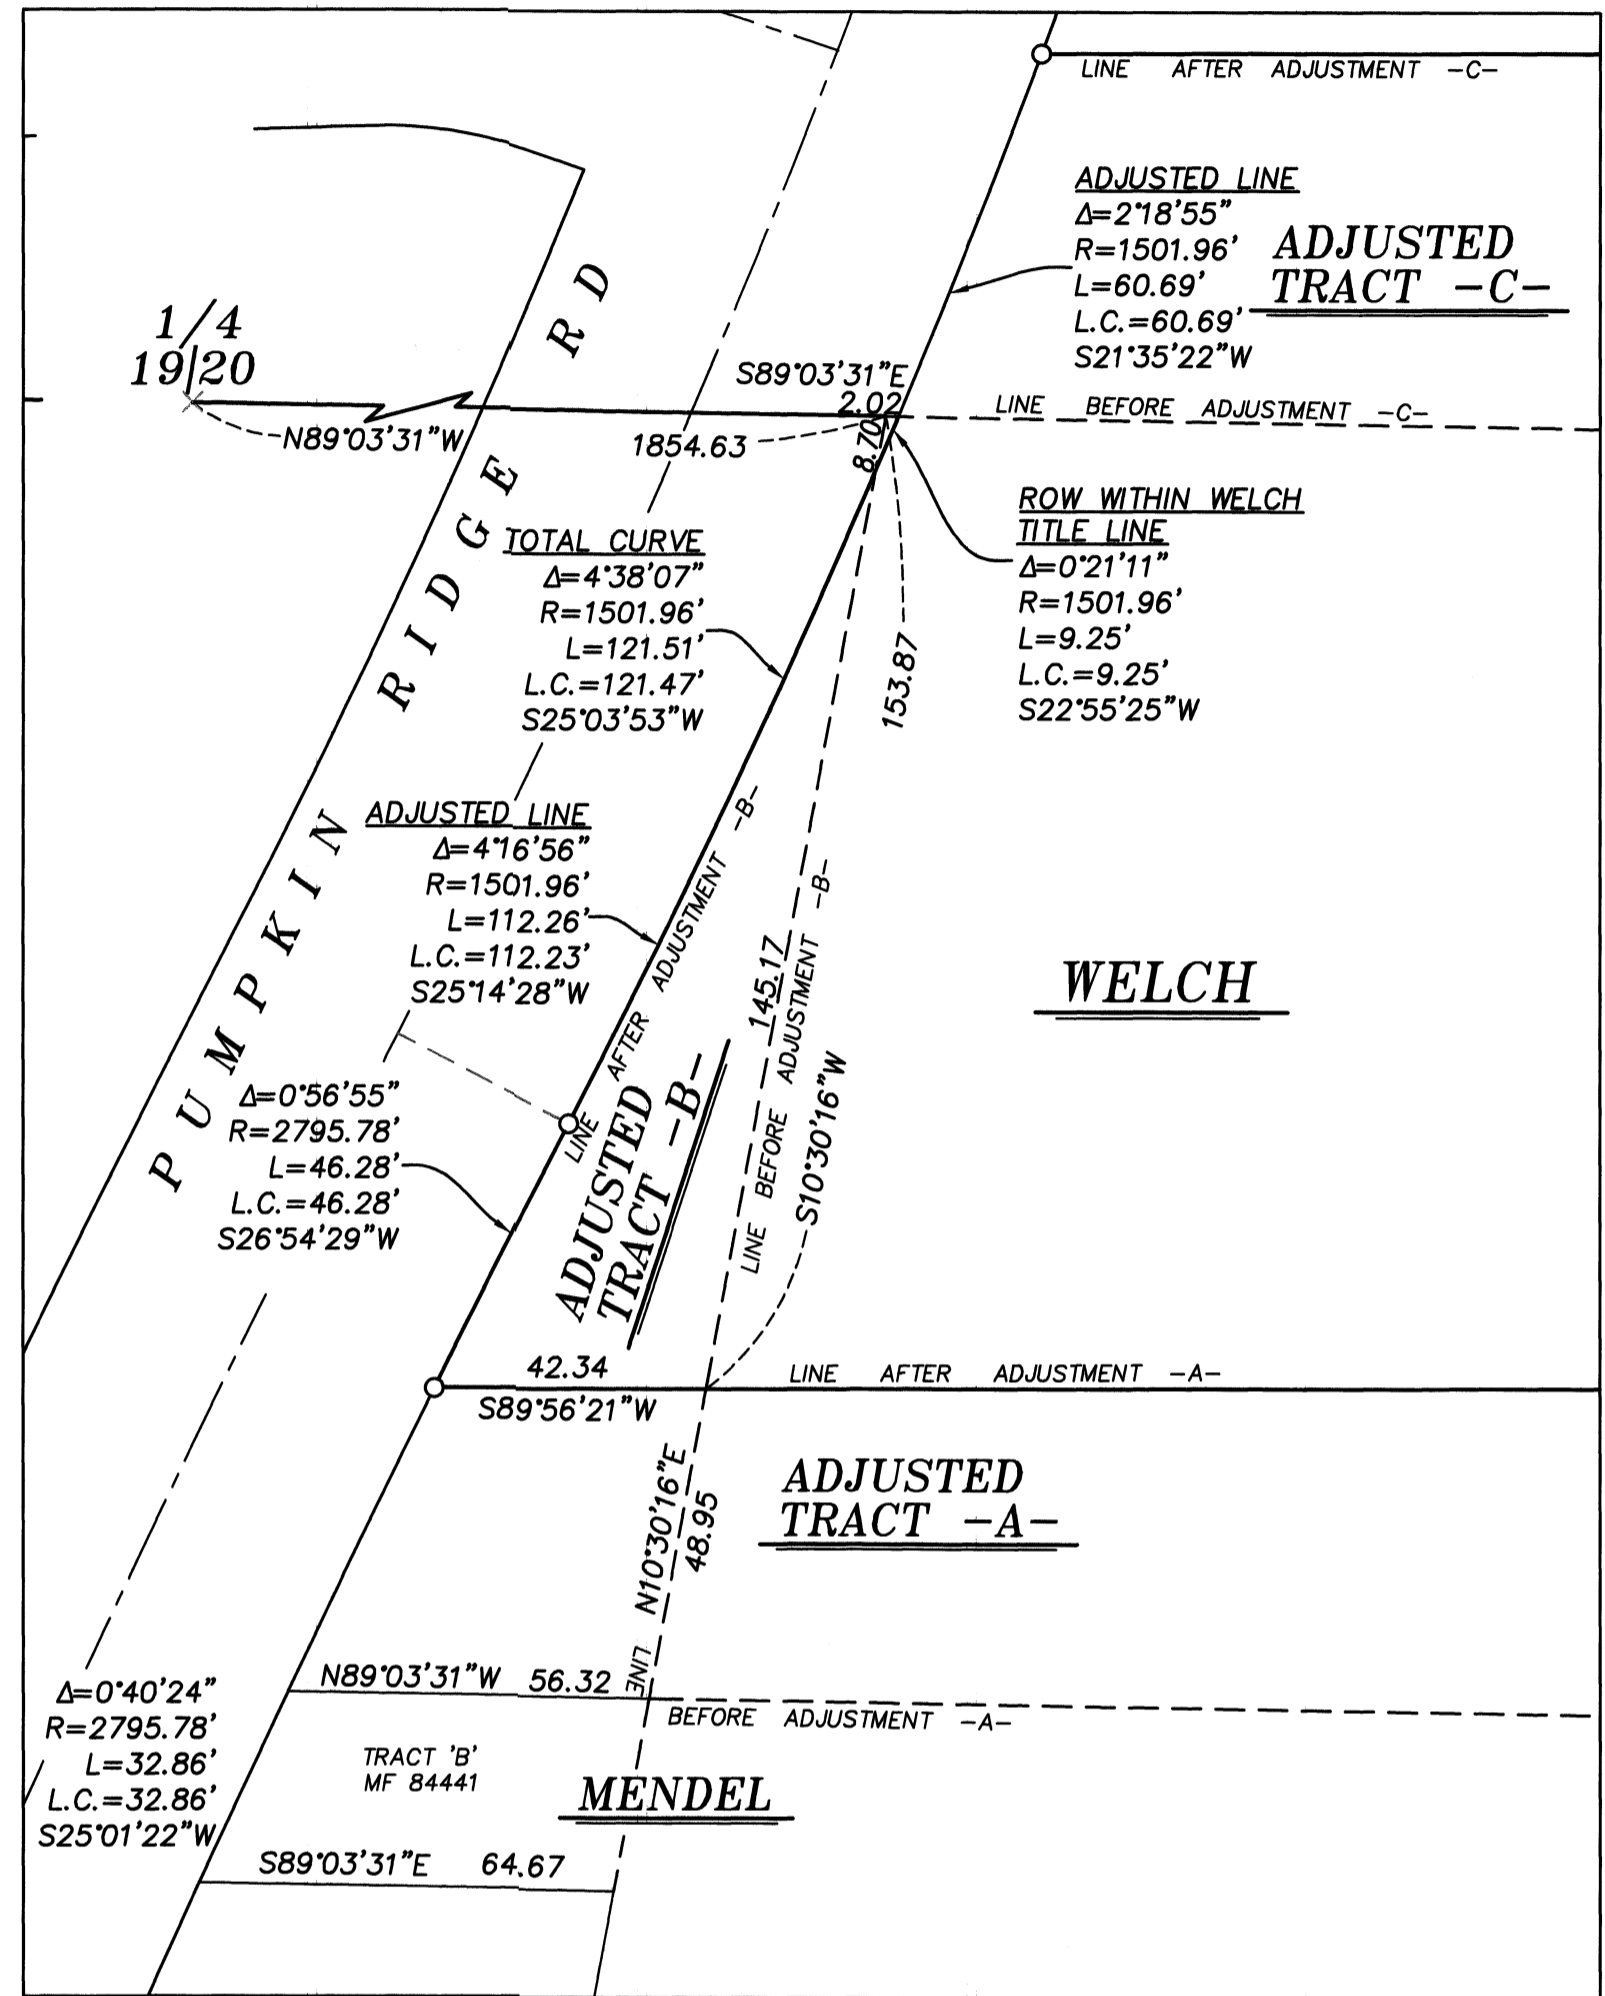 LINE AFTER ADJUSTMENT -C-
ADJUSTED LINE
Δ=2°18'55"
R=1501.96'
L=60.69'
L.C.=60.69'
S21°35'22"W
ADJUSTED
TRACT -C-
1/4
19|20
N89°03'31"W
S89°03'31"E
2.02
1854.63
8.70
LINE BEFORE ADJUSTMENT -C-
PUMPKIN RIDGE RD
TOTAL CURVE
Δ=4°38'07"
R=1501.96'
L=121.51'
L.C.=121.47'
S25°03'53"W
ROW WITHIN WELCH
TITLE LINE
Δ=0°21'11"
R=1501.96'
L=9.25'
L.C.=9.25'
S22°55'25"W
153.87
ADJUSTED LINE
Δ=4°16'56"
R=1501.96'
L=112.26'
L.C.=112.23'
S25°14'28"W
LINE AFTER ADJUSTMENT -B-
145.17
LINE BEFORE ADJUSTMENT -B-
S10°30'16"W
WELCH
ADJUSTED
TRACT -B-
Δ=0°56'55"
R=2795.78'
L=46.28'
L.C.=46.28'
S26°54'29"W
42.34
S89°56'21"W
LINE AFTER ADJUSTMENT -A-
N10°30'16"E
48.95
ADJUSTED
TRACT -A-
N89°03'31"W 56.32
LINE
BEFORE ADJUSTMENT -A-
Δ=0°40'24"
R=2795.78'
L=32.86'
L.C.=32.86'
S25°01'22"W
TRACT 'B'
MF 84441
MENDEL
S89°03'31"E 64.67